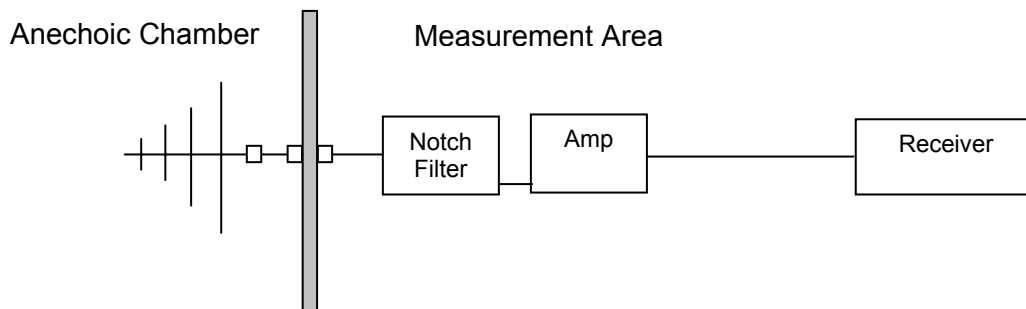 Anechoic Chamber
Measurement Area
Notch
Filter
Amp
Receiver